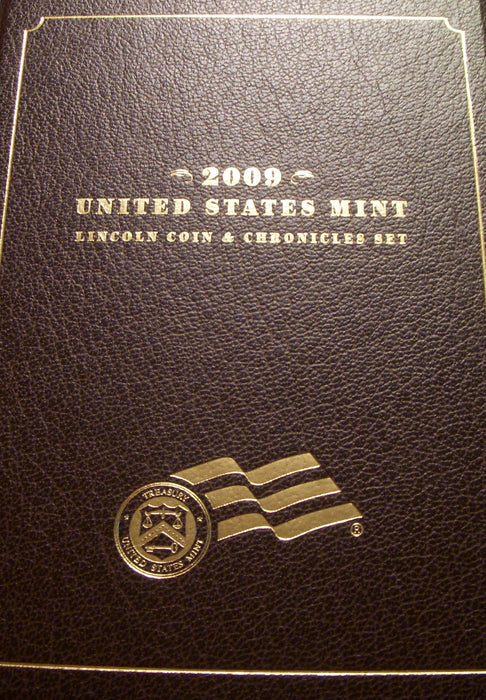 2009
UNITED STATES MINT
LINCOLN COIN & CHRONICLES SET
TREASURY
UNITED STATES MINT
®